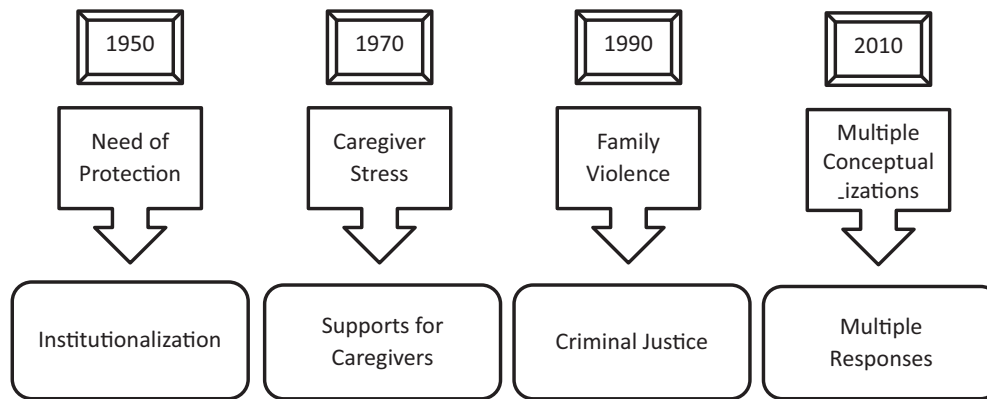 1950
1970
1990
2010
Need of
Protection
Caregiver
Stress
Family
Violence
Multiple
Conceptual
_izations
Institutionalization
Supports for
Caregivers
Criminal Justice
Multiple
Responses